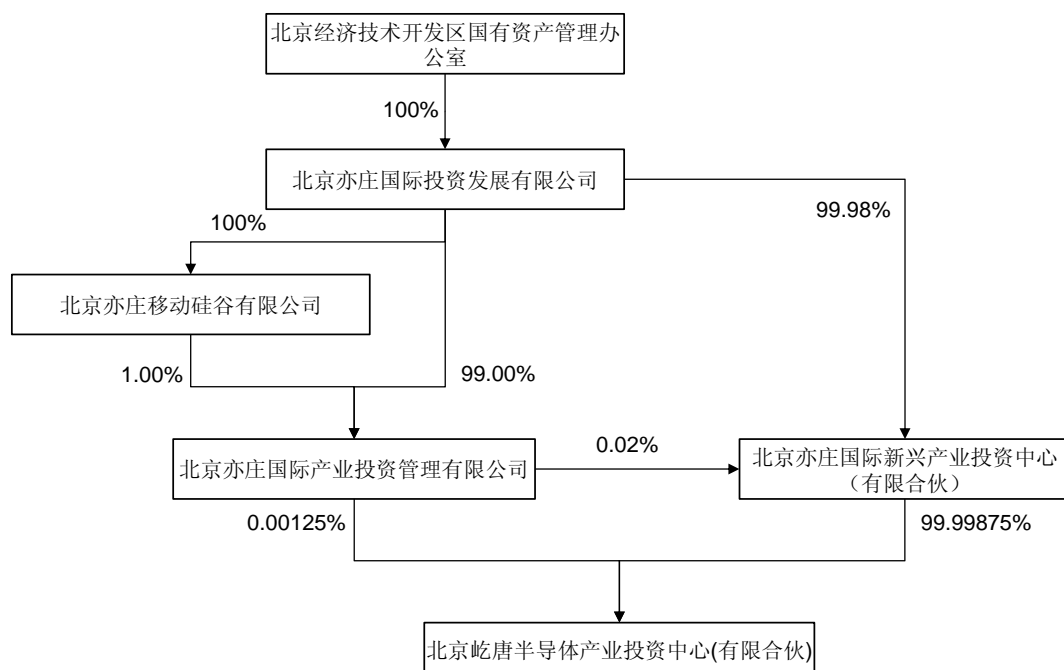 北京经济技术开发区国有资产管理办
公室
100%
北京亦庄国际投资发展有限公司
100%
99.98%
北京亦庄移动硅谷有限公司
1.00%
99.00%
北京亦庄国际产业投资管理有限公司
0.02%
北京亦庄国际新兴产业投资中心
（有限合伙）
0.00125%
99.99875%
北京屹唐半导体产业投资中心(有限合伙)